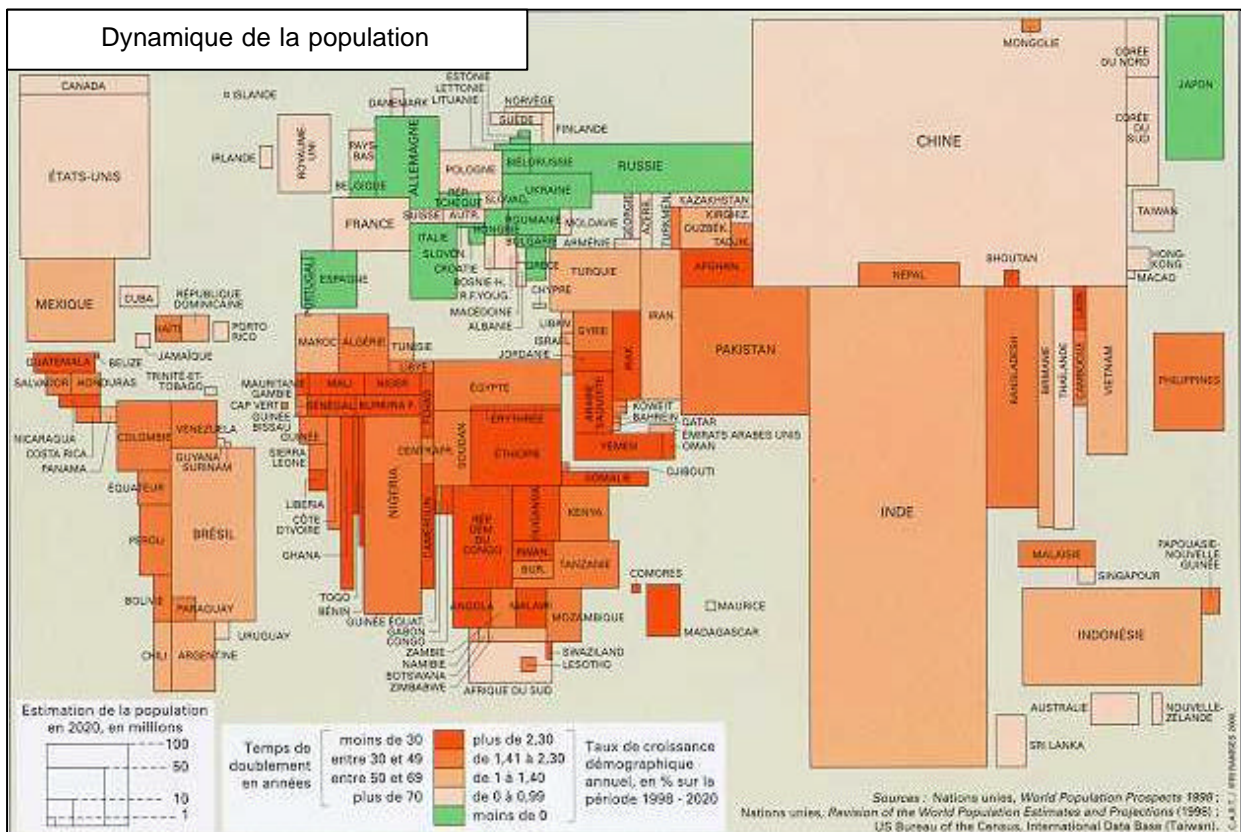 Dynamique de la population
CANADA
ÉTATS-UNIS
MEXIQUE
CUBA
RÉPUBLIQUE
DOMINICAINE
HAÏTI
PORTO
RICO
JAMAÏQUE
GUATEMALA
BELIZE
SALVADOR
HONDURAS
TRINITÉ-ET-
TOBAGO
NICARAGUA
COSTA RICA
PANAMA
COLOMBIE
VENEZUELA
GUYANA
SURINAM
ÉQUATEUR
PÉROU
BRÉSIL
BOLIVIE
PARAGUAY
URUGUAY
CHILI
ARGENTINE
ISLANDE
IRLANDE
ROYAUME-
UNI
DANEMARK
ESTONIE
LETTONIE
LITUANIE
NORVÈGE
SUÈDE
FINLANDE
PAYS-
BAS
BELGIQUE
ALLEMAGNE
POLOGNE
BIÉLORUSSIE
RUSSIE
RÉP.
TCHÈQUE
SLOVAQ.
UKRAINE
FRANCE
SUISSE
AUTR.
HONGRIE
ROUMANIE
MOLDAVIE
ITALIE
SLOVÉN.
CROATIE
BOSNIE-H.
R.F.YOUG.
MACÉDOINE
ALBANIE
BULGARIE
GRÈCE
PORTUGAL
ESPAGNE
GÉORGIE
AZERB.
ARMÉNIE
TURKMÉN.
KAZAKHSTAN
KIRGHIZ.
OUZBEK.
TADJIK.
TURQUIE
CHYPRE
LIBAN
ISRAËL
JORDANIE
SYRIE
IRAK
IRAN
AFGHAN.
PAKISTAN
ARABIE
SAOUDITE
KOWEIT
BAHREIN
QATAR
ÉMIRATS ARABES UNIS
OMAN
YÉMEN
MAROC
ALGÉRIE
TUNISIE
LIBYE
ÉGYPTE
MAURITANIE
GAMBIE
CAP VERT
GUINÉE
BISSAU
MALI
NIGER
SÉNÉGAL
BURKINA F.
TCHAD
GUINÉE
SIERRA
LEONE
LIBERIA
CÔTE
D'IVOIRE
GHANA
TOGO
BÉNIN
NIGERIA
CAMEROUN
CENTRAFR.
SOUDAN
ÉRYTHRÉE
ÉTHIOPIE
DJIBOUTI
SOMALIE
RÉP.
DÉM.
DU
CONGO
OUGANDA
KENYA
RWAN.
BUR.
TANZANIE
GUINÉE ÉQUAT.
GABON
CONGO
ANGOLA
MALAWI
MOZAMBIQUE
ZAMBIE
NAMIBIE
BOTSWANA
ZIMBABWE
AFRIQUE DU SUD
SWAZILAND
LESOTHO
COMORES
MADAGASCAR
MAURICE
CHINE
MONGOLIE
CORÉE
DU NORD
CORÉE
DU
SUD
JAPON
TAIWAN
HONG-
KONG
MACAO
NÉPAL
BHOUTAN
INDE
BANGLADESH
BIRMANIE
THAÏLANDE
LAOS
CAMBODGE
VIETNAM
PHILIPPINES
MALAISIE
SINGAPOUR
PAPOUASIE-
NOUVELLE
GUINÉE
INDONÉSIE
AUSTRALIE
NOUVELLE-
ZÉLANDE
SRI LANKA
Estimation de la population
en 2020, en millions
100
50
10
1
Temps de
doublement
en années
moins de 30
entre 30 et 49
entre 50 et 69
plus de 70
plus de 2,30
de 1,41 à 2,30
de 1 à 1,40
de 0 à 0,99
moins de 0
Taux de croissance
démographique
annuel, en % sur la
période 1998 - 2020
Sources : Nations unies, World Population Prospects 1998 ;
Nations unies, Revision of the World Population Estimates and Projections (1998) ;
US Bureau of the Census, International Data Base (Taiwan).